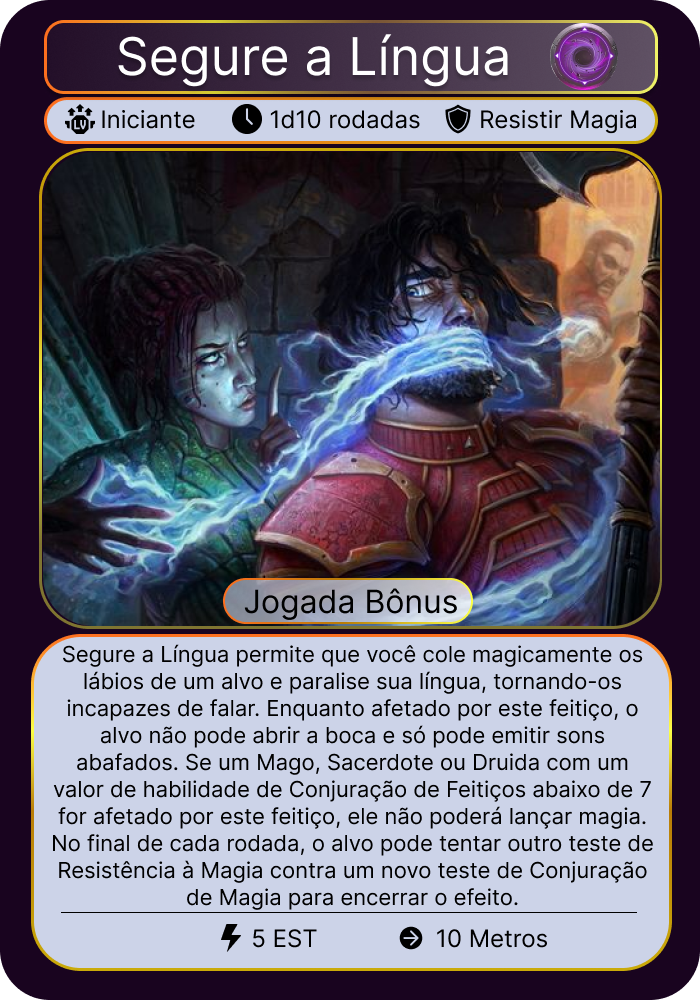 Segure a Língua
LV Iniciante 1d10 rodadas Resistir Magia
Jogada Bônus
Segure a Língua permite que você cole magicamente os
lábios de um alvo e paralise sua língua, tornando-os
incapazes de falar. Enquanto afetado por este feitiço, o
alvo não pode abrir a boca e só pode emitir sons
abafados. Se um Mago, Sacerdote ou Druida com um
valor de habilidade de Conjuração de Feitiços abaixo de 7
for afetado por este feitiço, ele não poderá lançar magia.
No final de cada rodada, o alvo pode tentar outro teste de
Resistência à Magia contra um novo teste de Conjuração
de Magia para encerrar o efeito.
5 EST 10 Metros